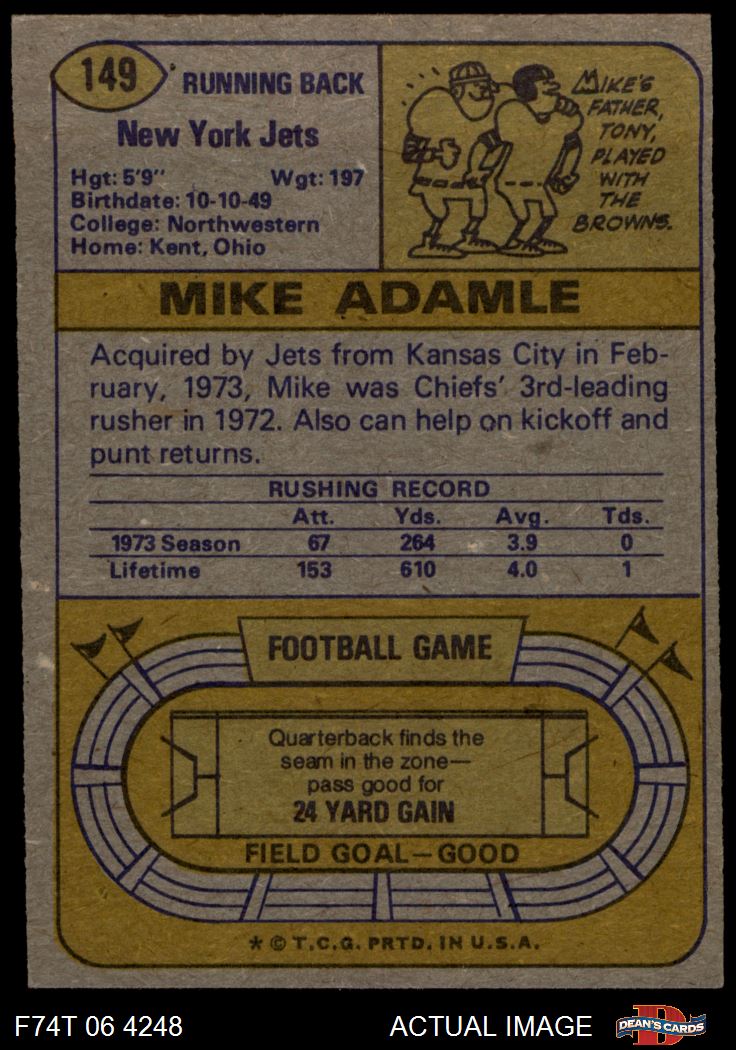 149
RUNNING BACK
New York Jets
Hgt: 5'9" Wgt: 197
Birthdate: 10-10-49
College: Northwestern
Home: Kent, Ohio
MIKE'S
FATHER,
TONY,
PLAYED
WITH
THE
BROWNS.
MIKE ADAMLE
Acquired by Jets from Kansas City in Feb-
ruary, 1973, Mike was Chiefs' 3rd-leading
rusher in 1972. Also can help on kickoff and
punt returns.
RUSHING RECORD
Att. Yds. Avg. Tds.
1973 Season 67 264 3.9 0
Lifetime 153 610 4.0 1
FOOTBALL GAME
Quarterback finds the
seam in the zone—
pass good for
24 YARD GAIN
FIELD GOAL—GOOD
* © T.C.G. PRTD. IN U.S.A.
F74T 06 4248 ACTUAL IMAGE D DEAN'S CARDS